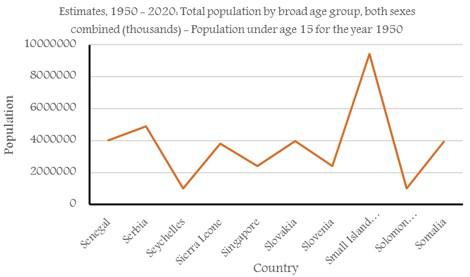 Estimates, 1950 - 2020: Total population by broad age group, both sexes
combined (thousands) - Population under age 15 for the year 1950
10000000
8000000
6000000
4000000
2000000
0
Population
Senegal
Serbia
Seychelles
Sierra Leone
Singapore
Slovakia
Slovenia
Small Island...
Solomon...
Somalia
Country